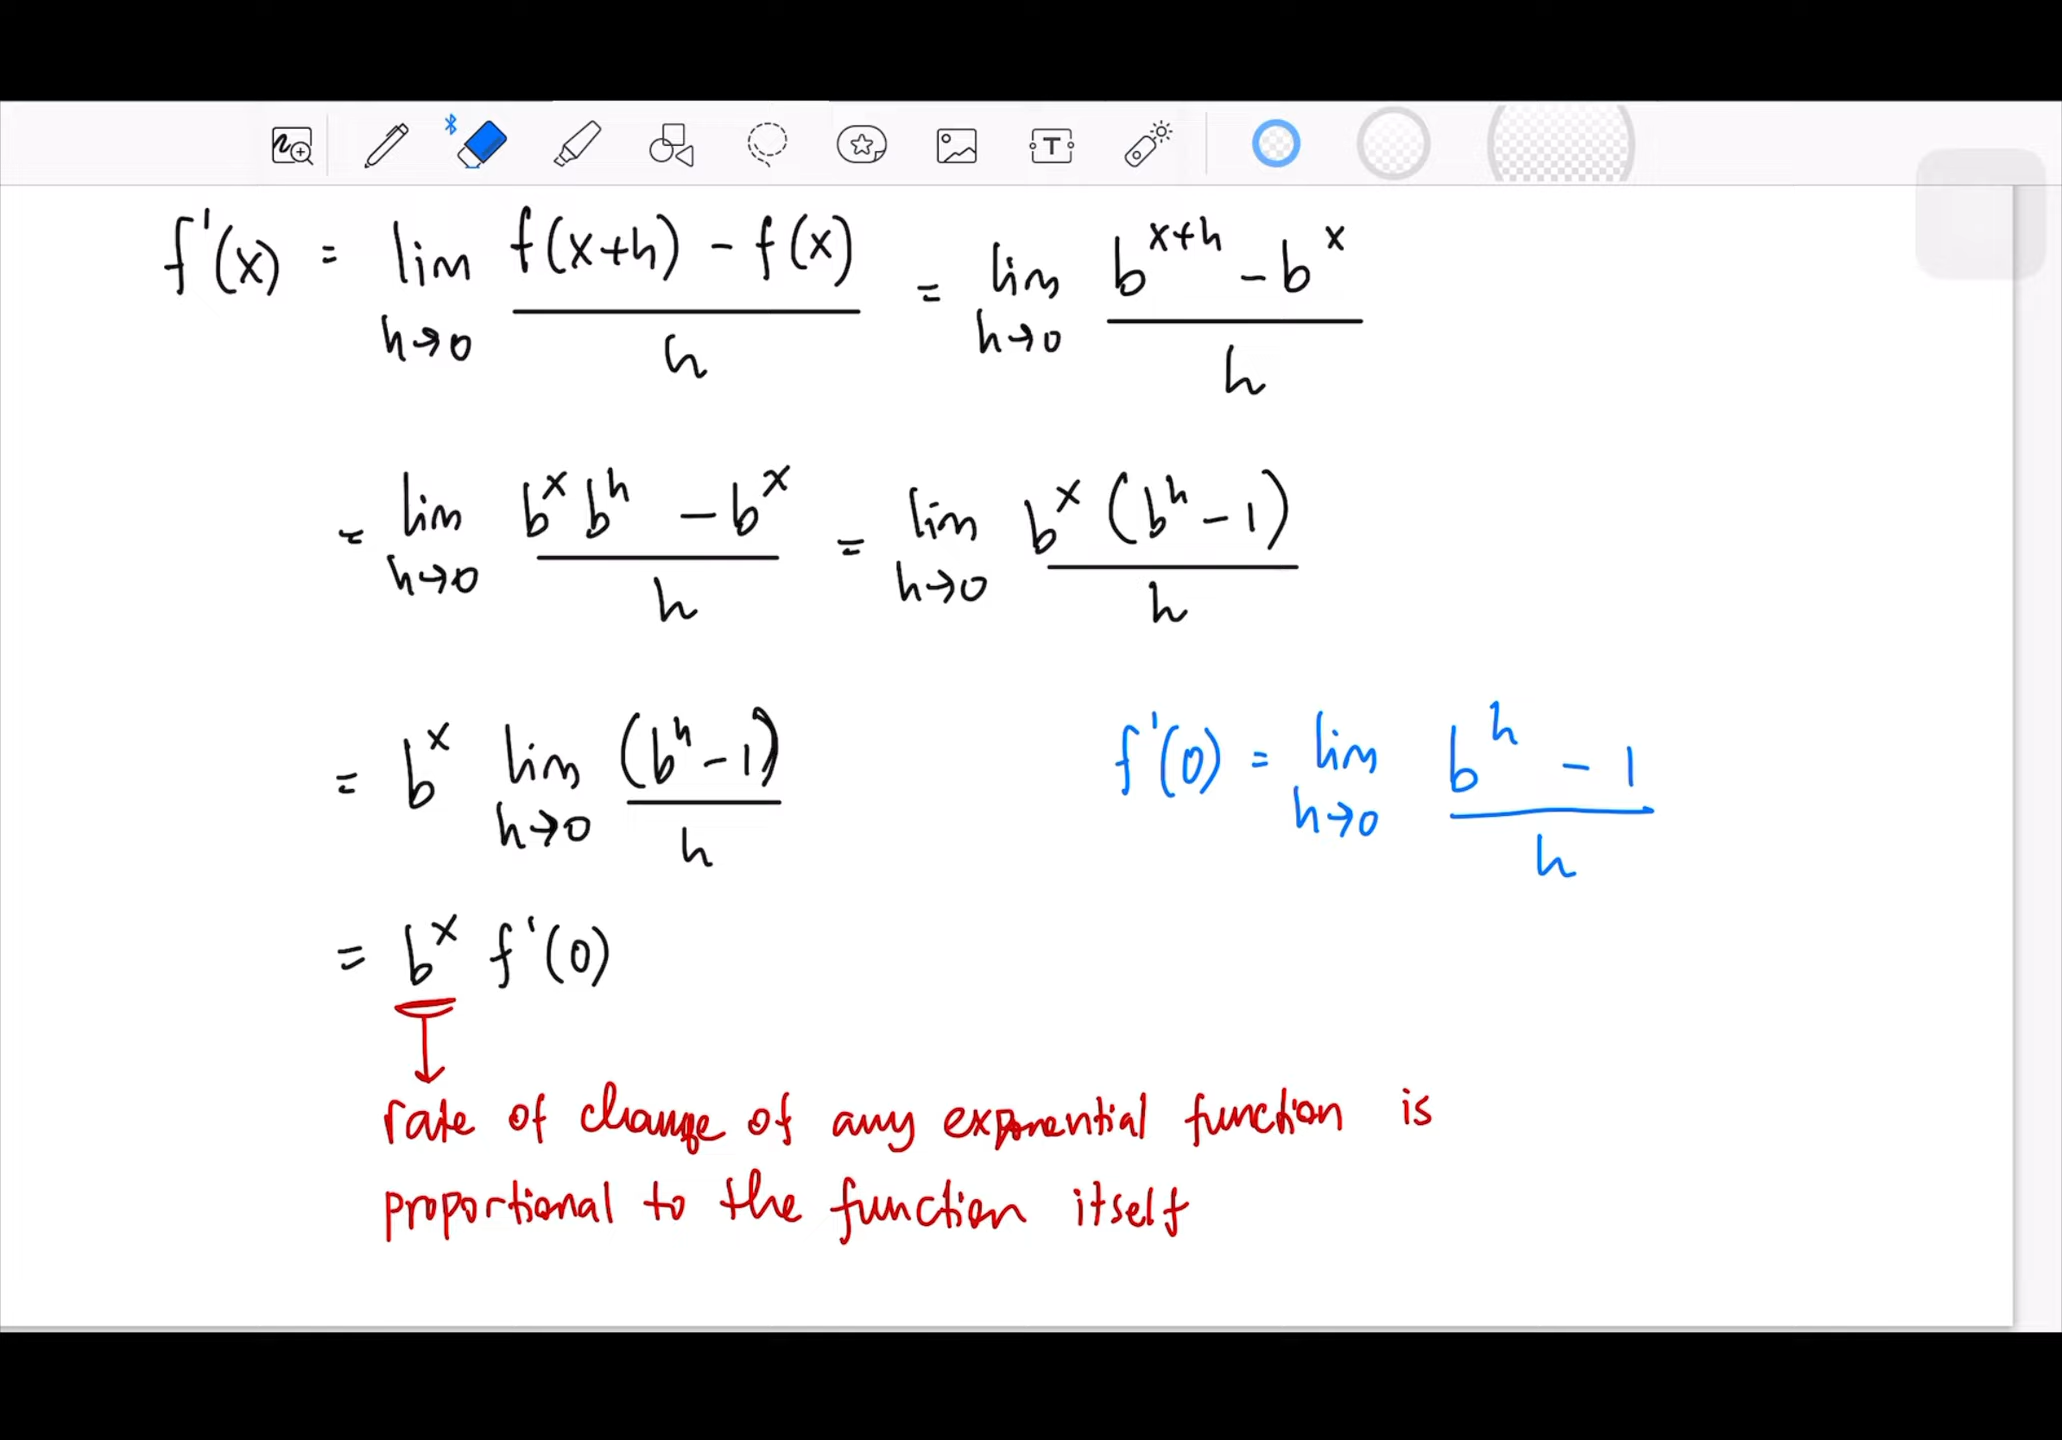 f'(x) = lim h→0 (f(x+h) - f(x)) / h = lim h→0 (b^(x+h) - b^x) / h
= lim h→0 (b^x b^h - b^x) / h = lim h→0 (b^x (b^h - 1)) / h
= b^x lim h→0 (b^h - 1) / h
f'(0) = lim h→0 (b^h - 1) / h
= b^x f'(0)
rate of change of any exponential function is
proportional to the function itself